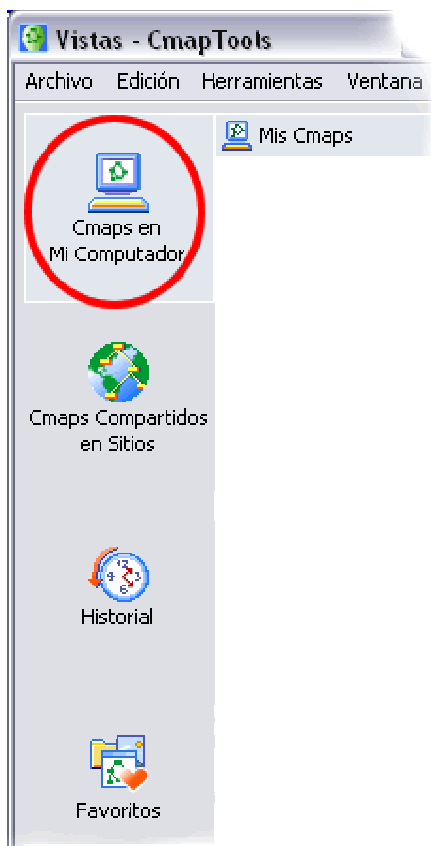 Vistas - CmapTools
Archivo Edición Herramientas Ventana
Mis Cmaps
Cmaps en
Mi Computador
Cmaps Compartidos
en Sitios
Historial
Favoritos